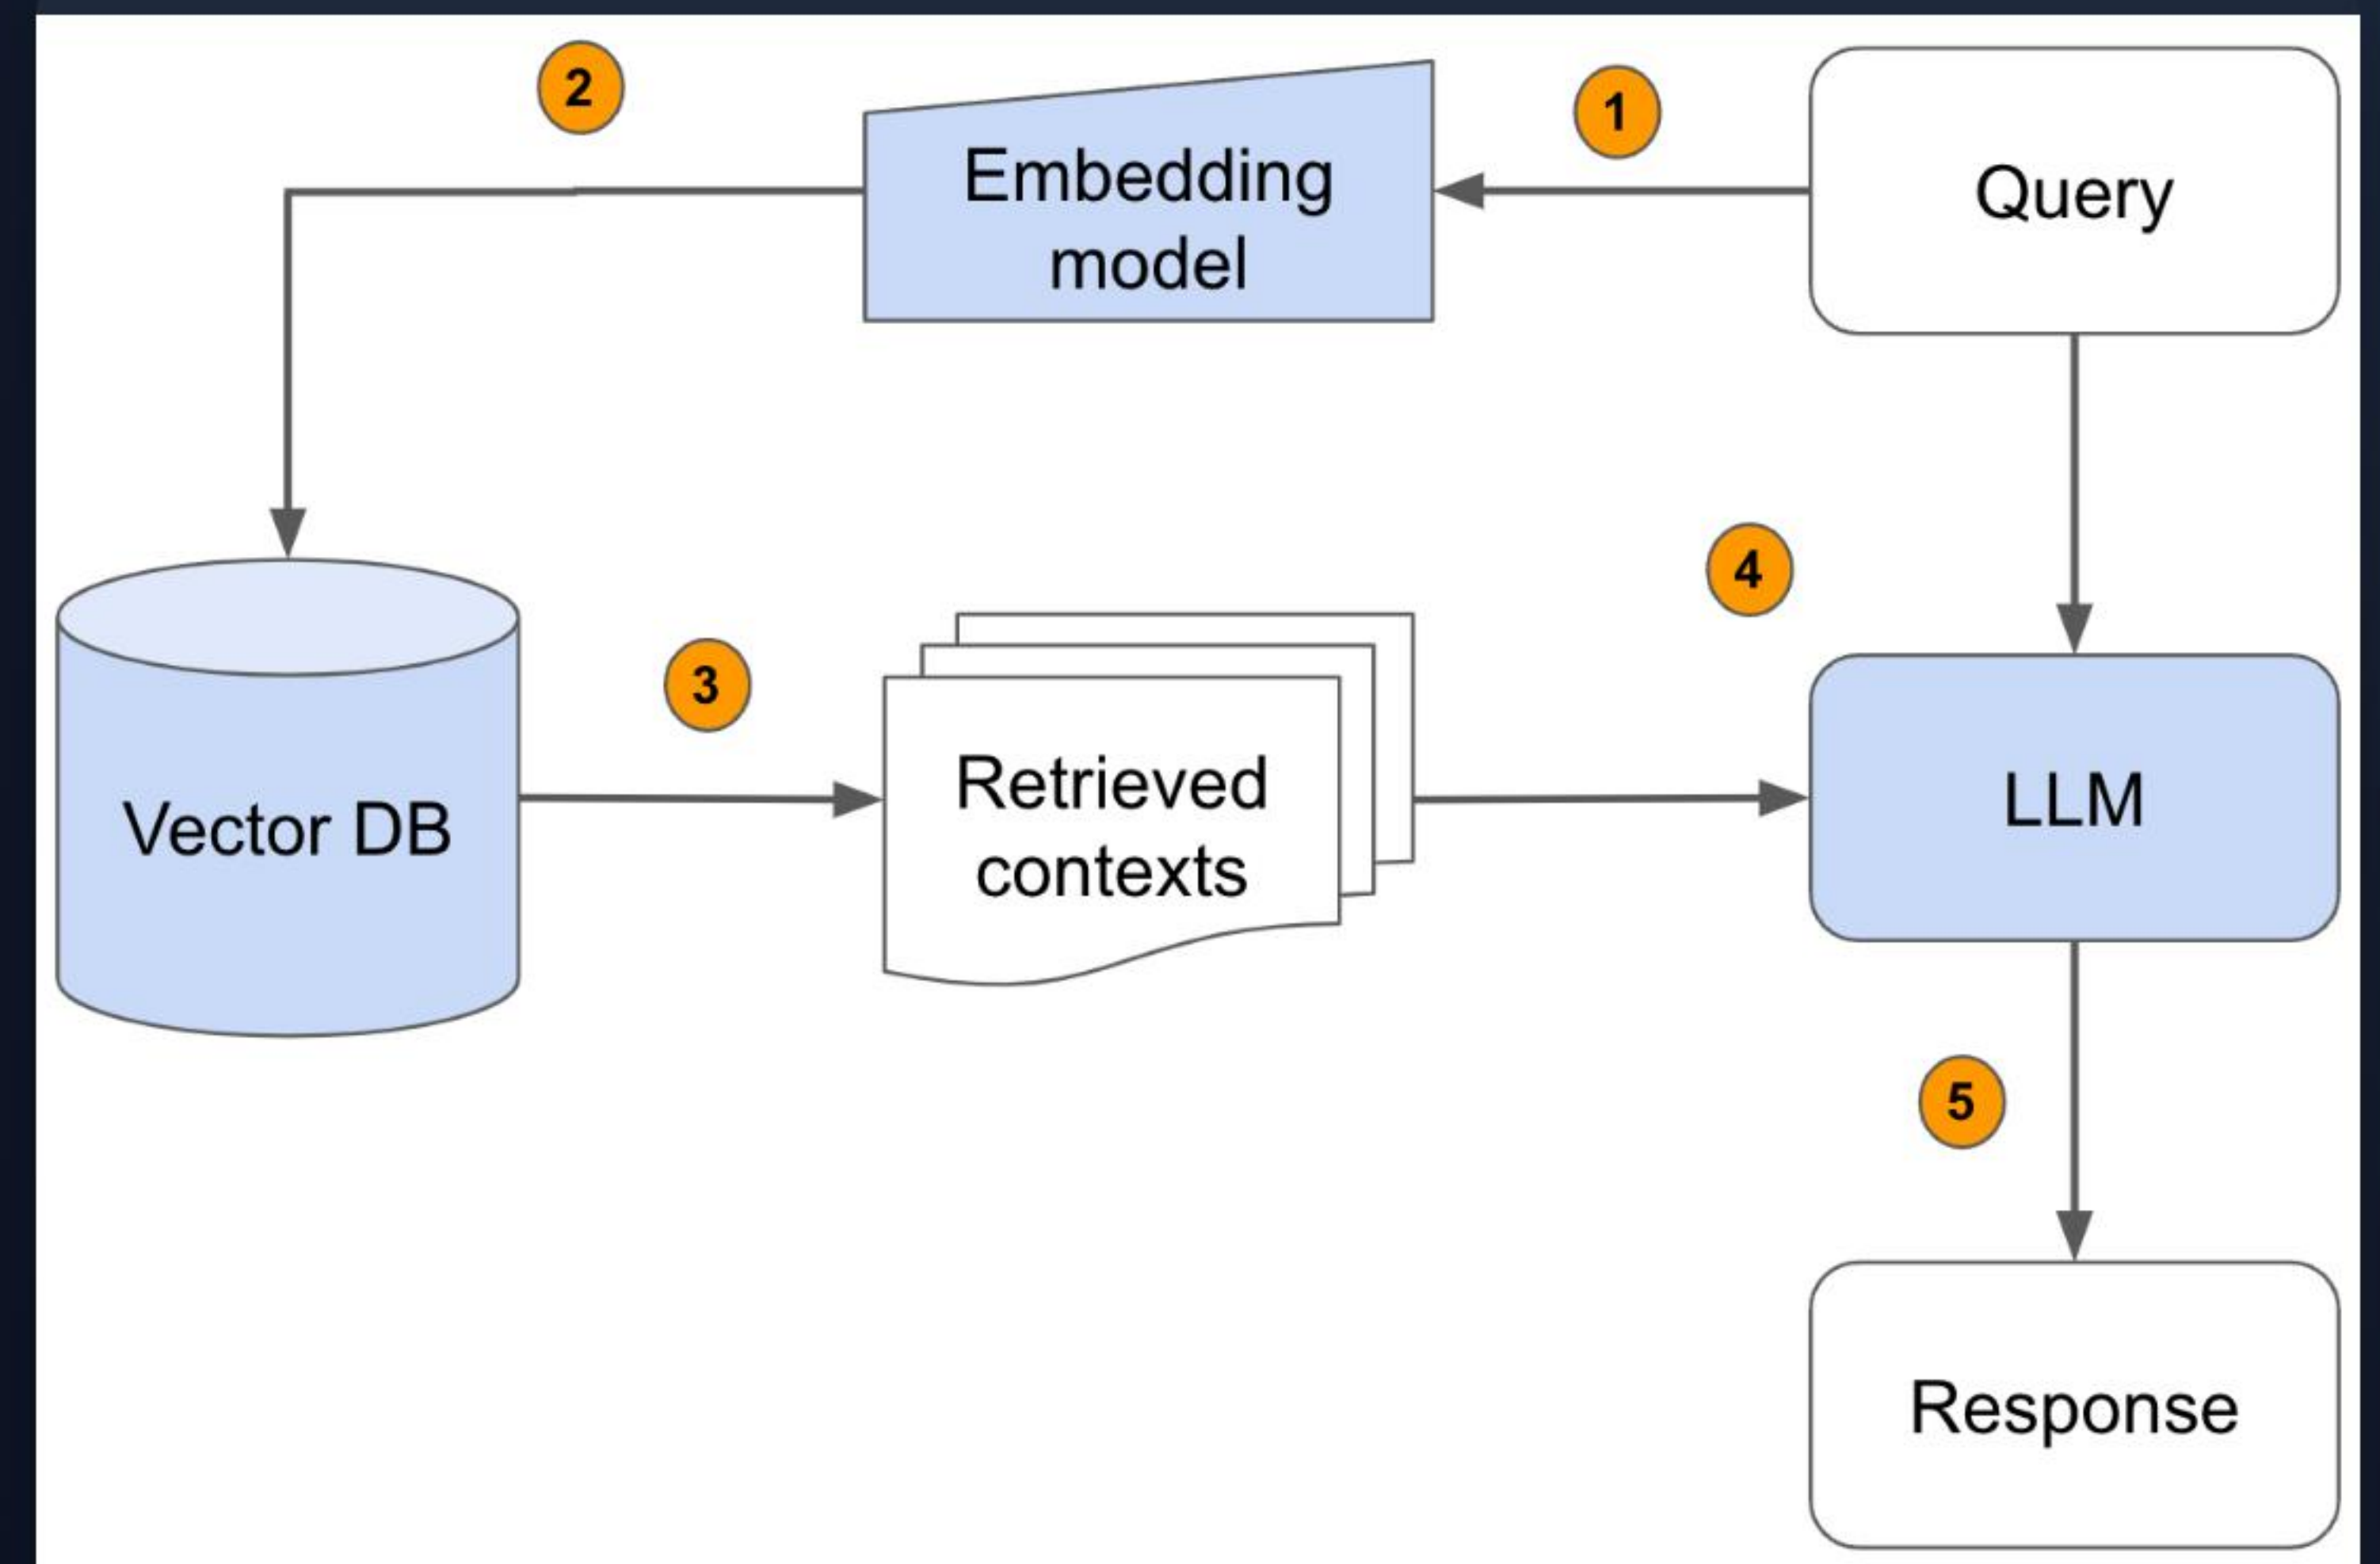 2
1
Embedding
model
Query
4
3
Vector DB
Retrieved
contexts
LLM
5
Response